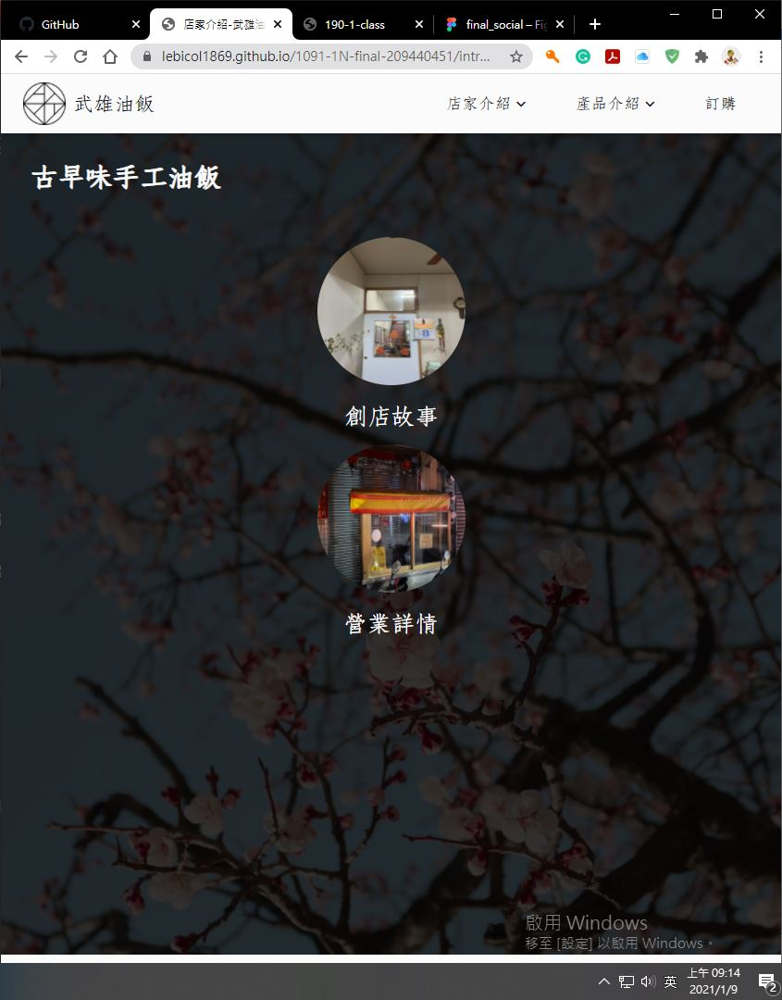 GitHub
店家介紹-武雄油
190-1-class
final_social – Fig
lebicol1869.github.io/1091-1N-final-209440451/intr...
武雄油飯
店家介紹
產品介紹
訂購
古早味手工油飯
8
創店故事
營業詳情
啟用 Windows
移至 [設定] 以啟用 Windows。
英
上午 09:14
2021/1/9
2